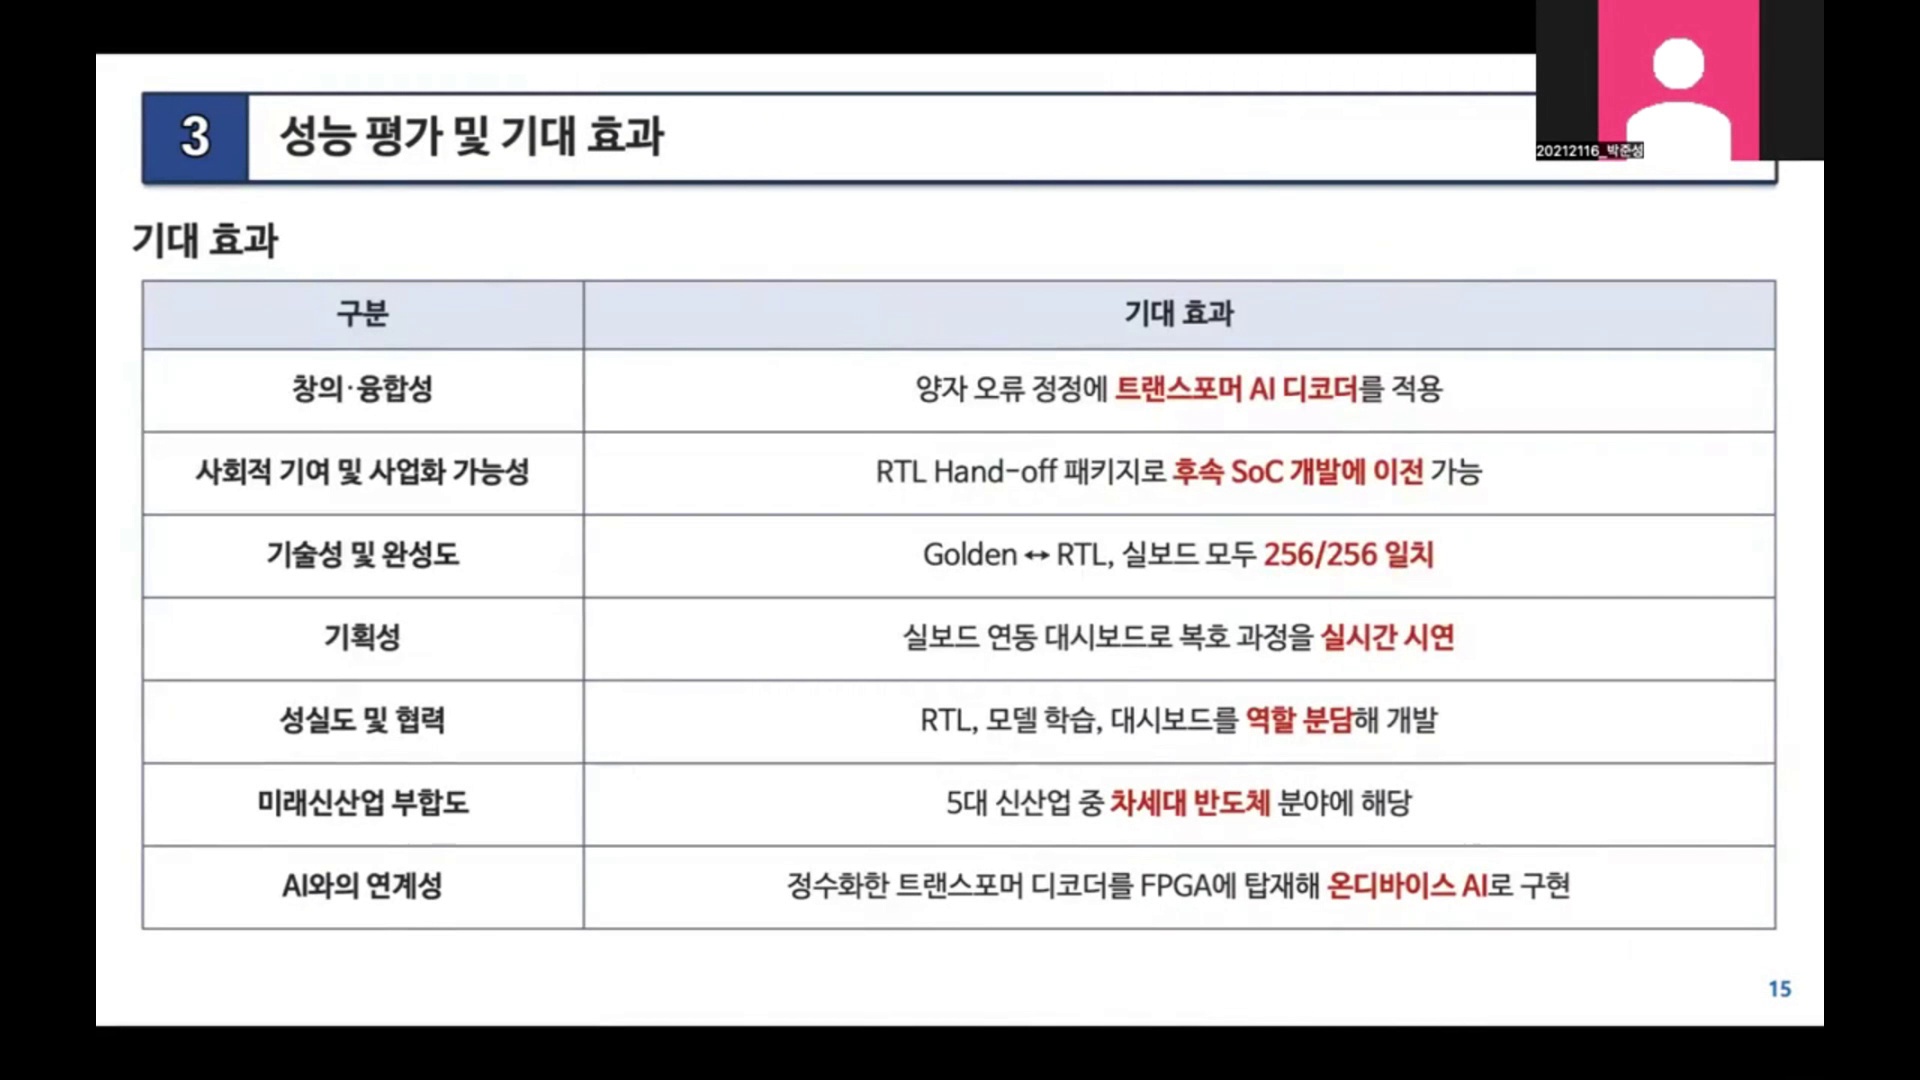 3 성능 평가 및 기대 효과
20212116_박준성
기대 효과
구분 기대 효과
창의·융합성 양자 오류 정정에 트랜스포머 AI 디코더를 적용
사회적 기여 및 사업화 가능성 RTL Hand-off 패키지로 후속 SoC 개발에 이전 가능
기술성 및 완성도 Golden ↔ RTL, 실보드 모두 256/256 일치
기획성 실보드 연동 대시보드로 복호 과정을 실시간 시연
성실도 및 협력 RTL, 모델 학습, 대시보드를 역할 분담해 개발
미래신산업 부합도 5대 신산업 중 차세대 반도체 분야에 해당
AI와의 연계성 정수화한 트랜스포머 디코더를 FPGA에 탑재해 온디바이스 AI로 구현
15